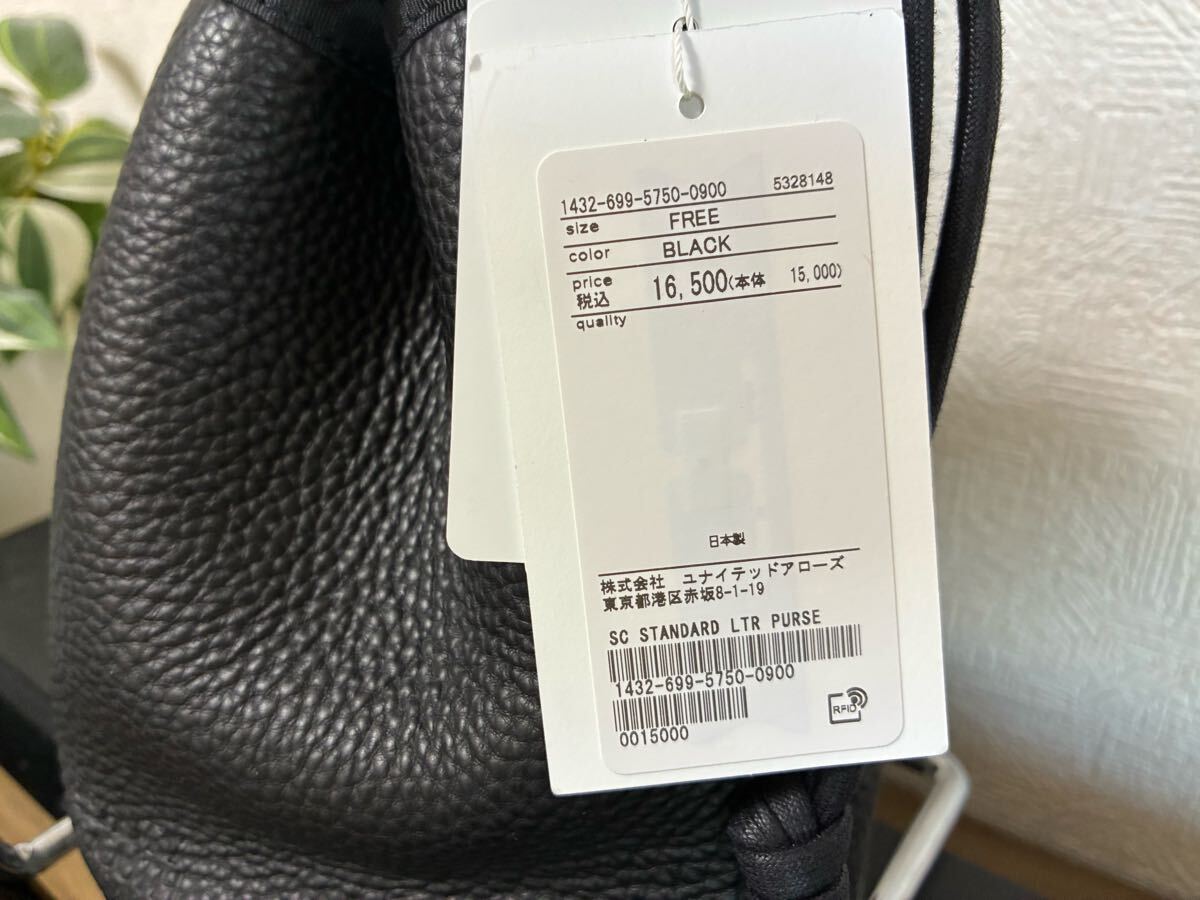 1432-699-5750-0900 5328148
size FREE
color BLACK
price 税込 16,500(本体 15,000)
quality
日本製
株式会社 ユナイテッドアローズ
東京都港区赤坂8-1-19
SC STANDARD LTR PURSE
1432-699-5750-0900
0015000
RFID